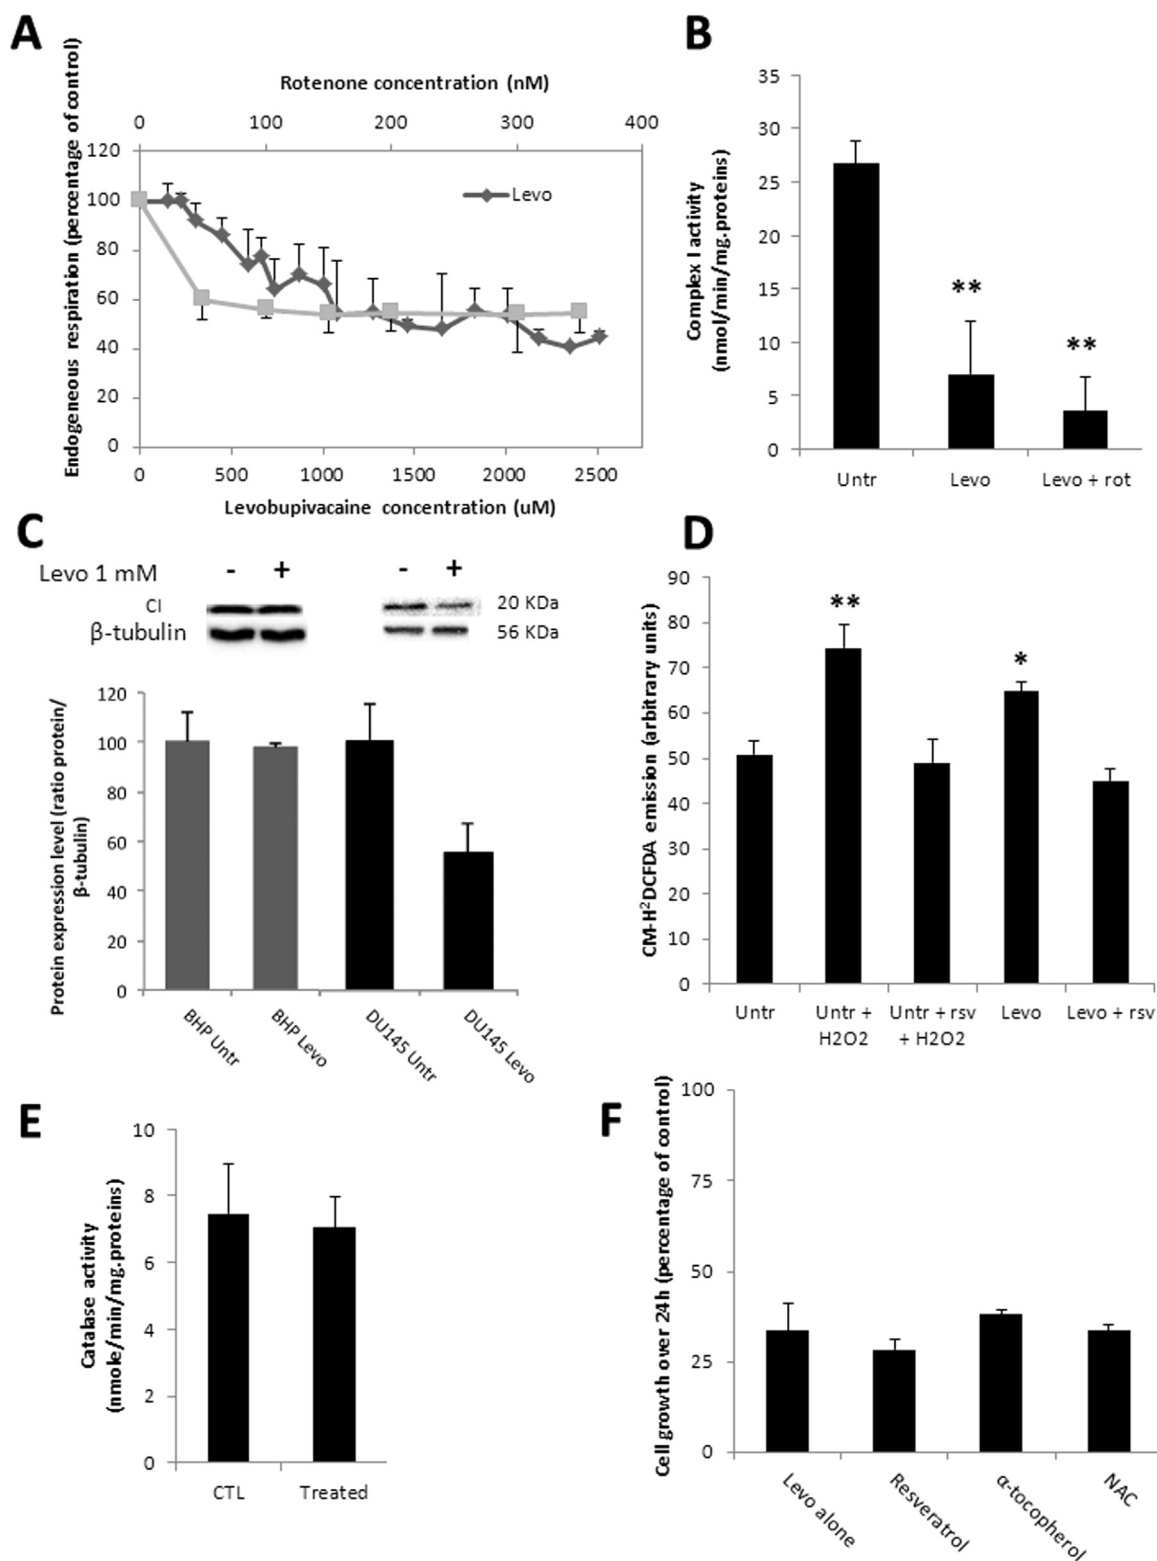 A
Rotenone concentration (nM)
0 100 200 300 400
Endogeneous respiration (percentage of control)
120
100
80
60
40
20
0
Levo
0 500 1000 1500 2000 2500
Levobupivacaine concentration (uM)
B
Complex I activity
(nmol/min/mg.proteins)
35
30
25
20
15
10
5
0
**
**
Untr Levo Levo + rot
C
Levo 1 mM - + - +
CI 20 KDa
β-tubulin 56 KDa
Protein expression level (ratio protein/
β-tubulin)
120
100
80
60
40
20
0
BHP Untr
BHP Levo
DU145 Untr
DU145 Levo
D
CM-H²DCFDA emission (arbitrary units)
90
80
70
60
50
40
30
20
10
0
**
*
Untr Untr + Untr + rsv Levo Levo + rsv
H2O2 + H2O2
E
Catalase activity
(nmole/min/mg.proteins)
10
8
6
4
2
0
CTL Treated
F
Cell growth over 24h (percentage of control)
100
75
50
25
0
Levo alone
Resveratrol
α-tocopherol
NAC